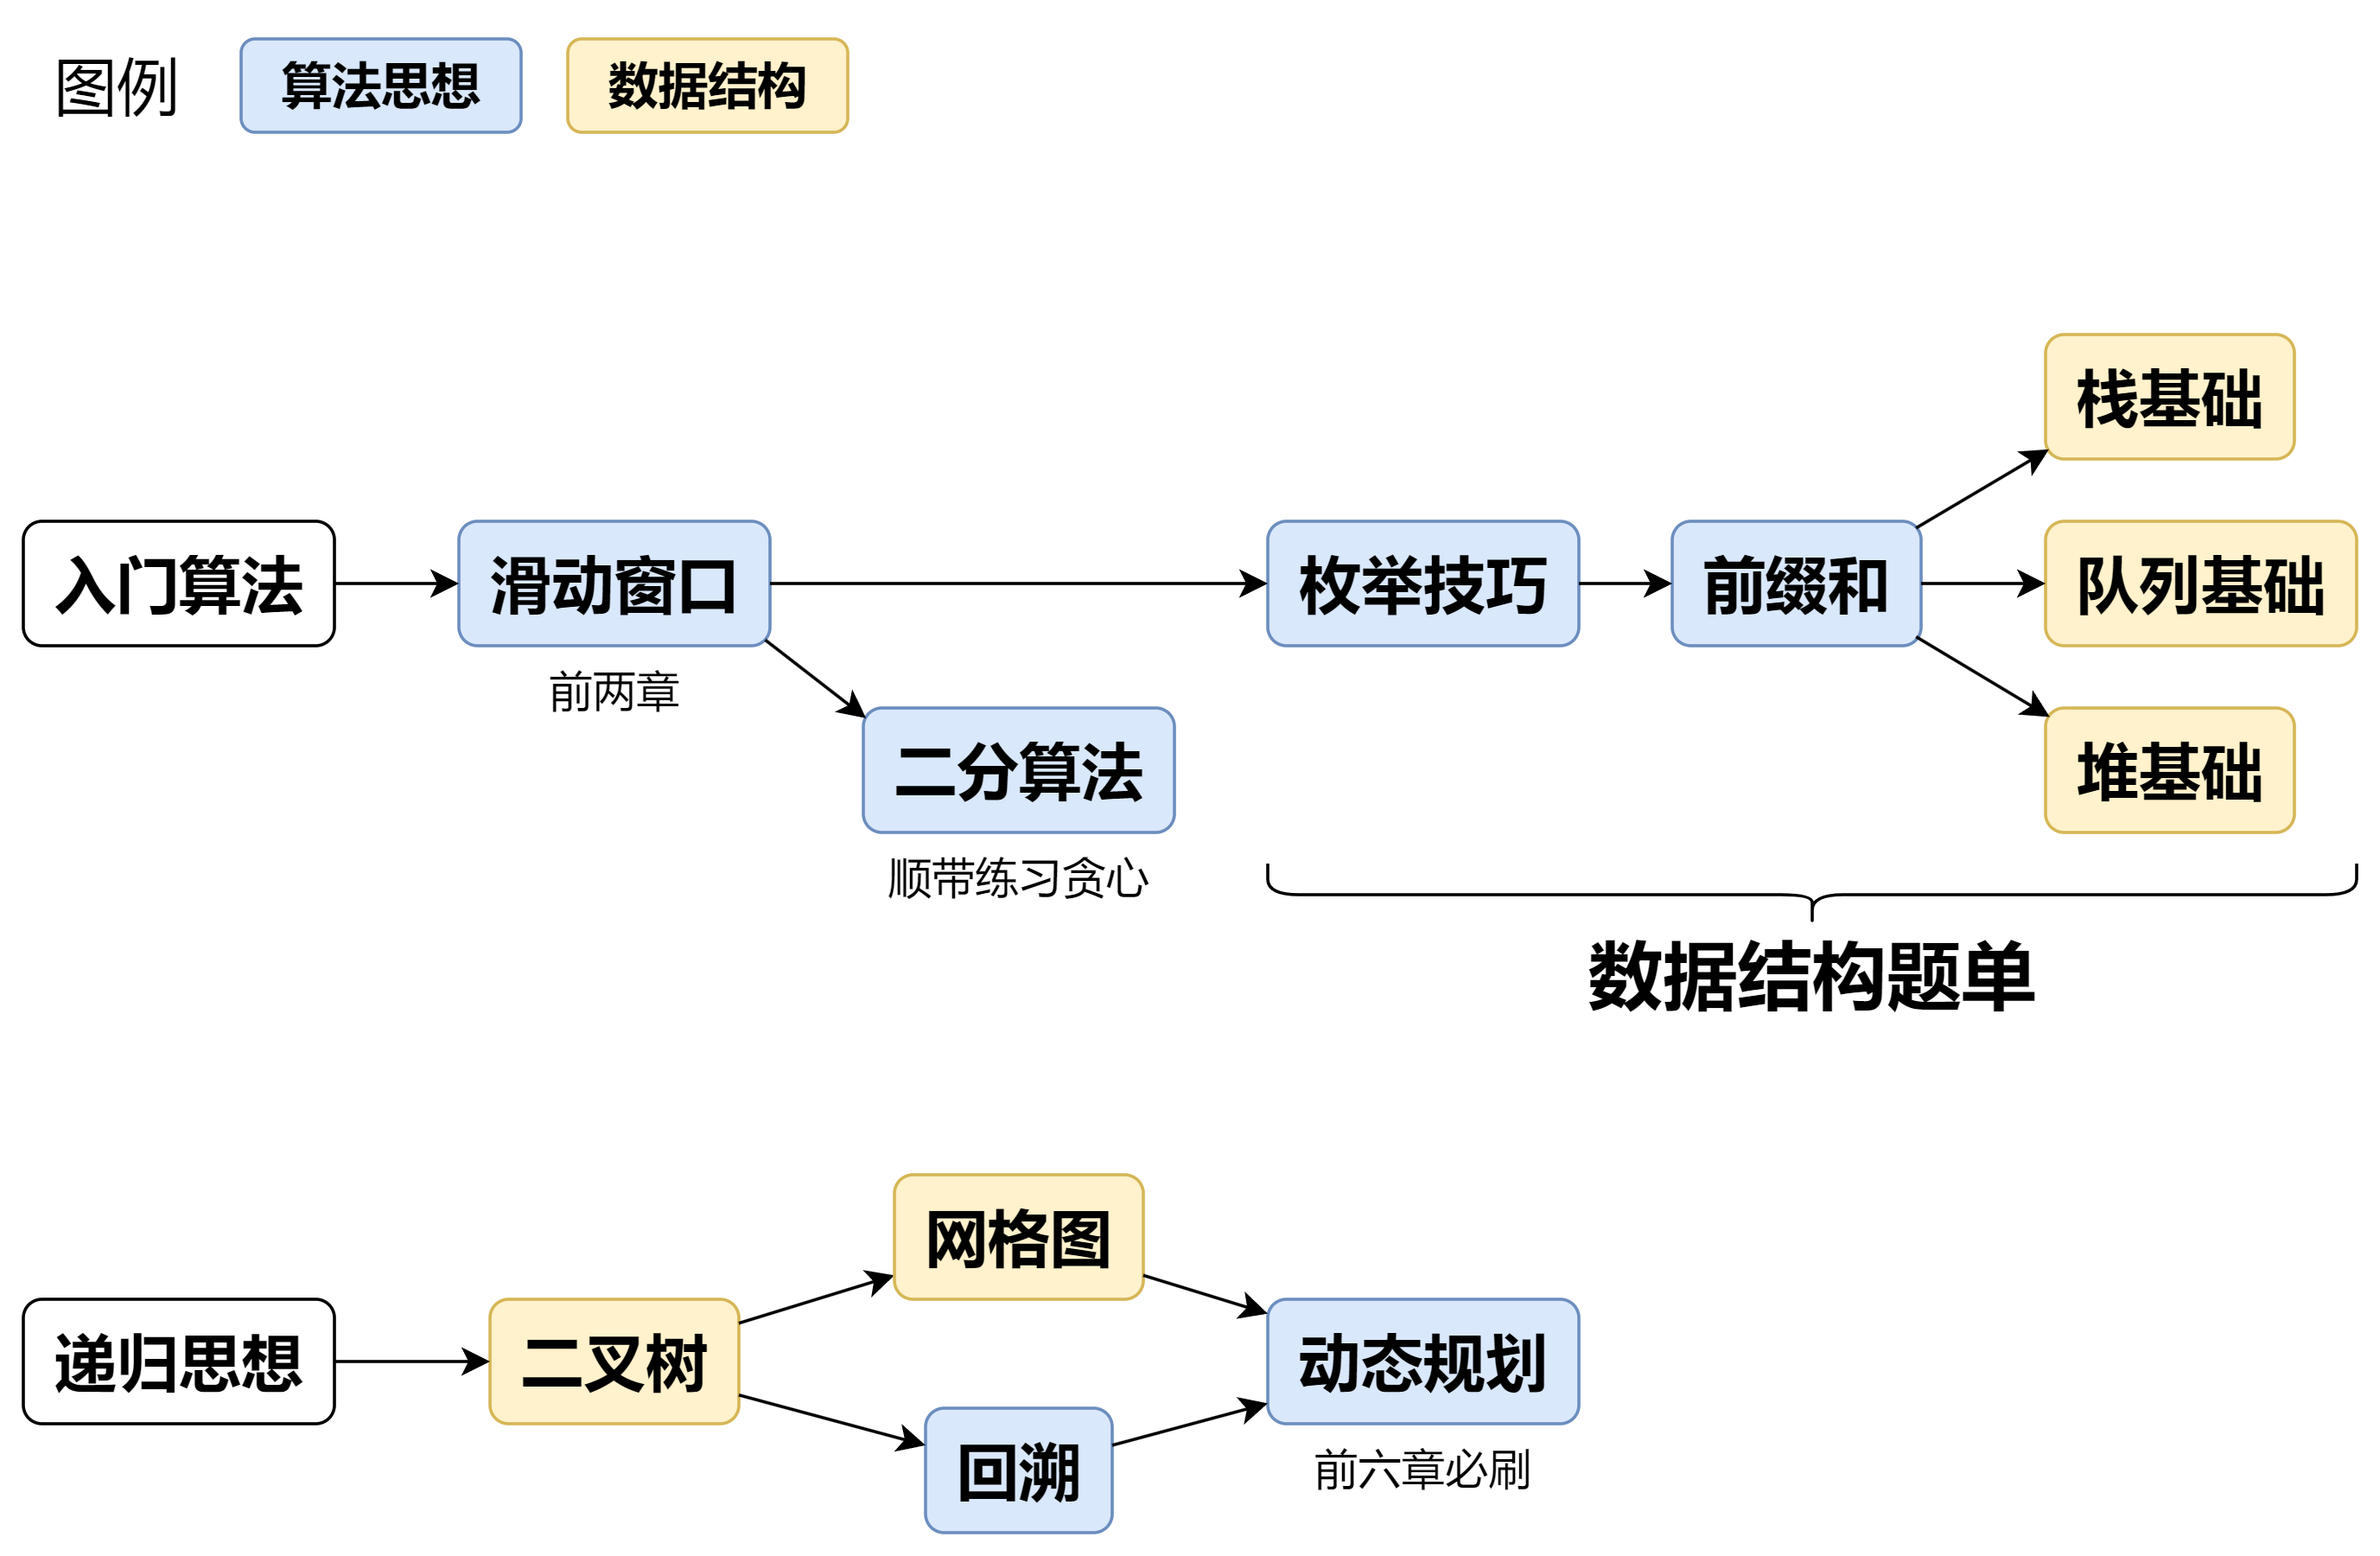 图例
算法思想
数据结构
栈基础
入门算法
滑动窗口
枚举技巧
前缀和
队列基础
前两章
二分算法
堆基础
顺带练习贪心
数据结构题单
网格图
递归思想
二叉树
动态规划
回溯
前六章必刷